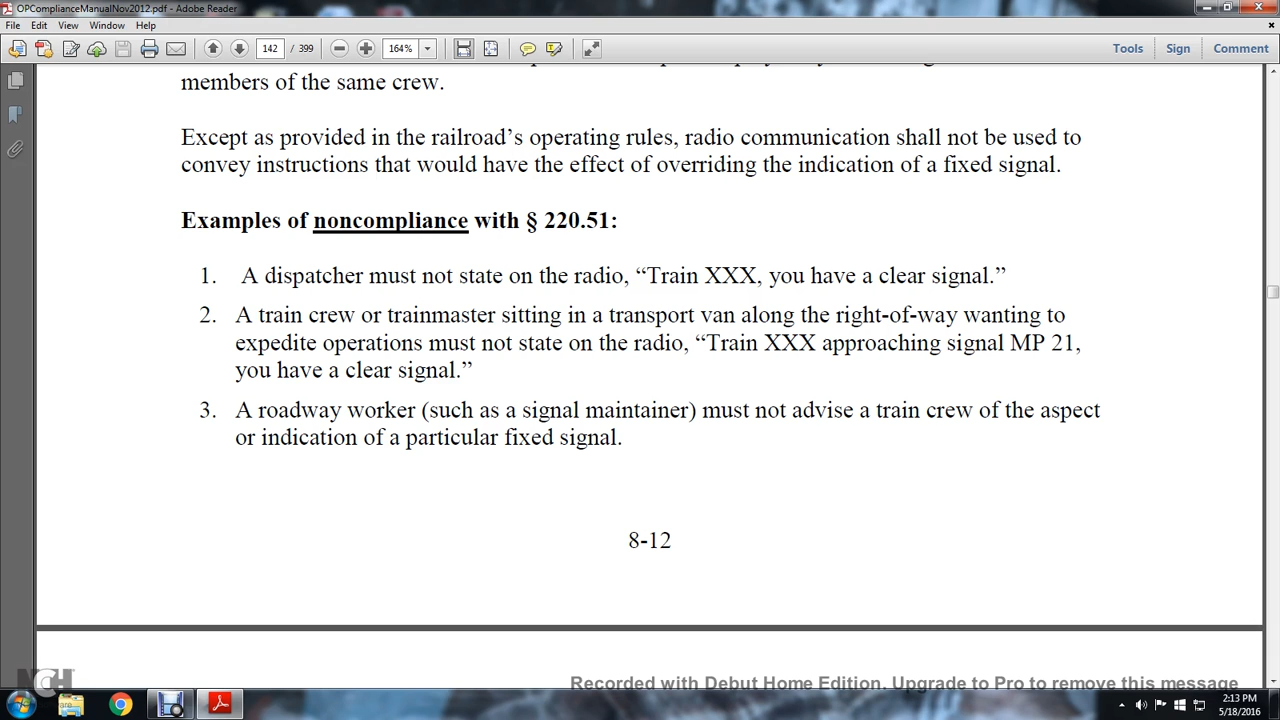 OPComplianceManualNov2012.pdf - Adobe Reader
File Edit View Window Help
142 / 399 164% Tools Sign Comment
members of the same crew.
Except as provided in the railroad’s operating rules, radio communication shall not be used to
convey instructions that would have the effect of overriding the indication of a fixed signal.
Examples of noncompliance with § 220.51:
1. A dispatcher must not state on the radio, “Train XXX, you have a clear signal.”
2. A train crew or trainmaster sitting in a transport van along the right-of-way wanting to
expedite operations must not state on the radio, “Train XXX approaching signal MP 21,
you have a clear signal.”
3. A roadway worker (such as a signal maintainer) must not advise a train crew of the aspect
or indication of a particular fixed signal.
8-12
NCH
Recorded with Debut Home Edition. Upgrade to Pro to remove this message
2:13 PM
5/18/2016